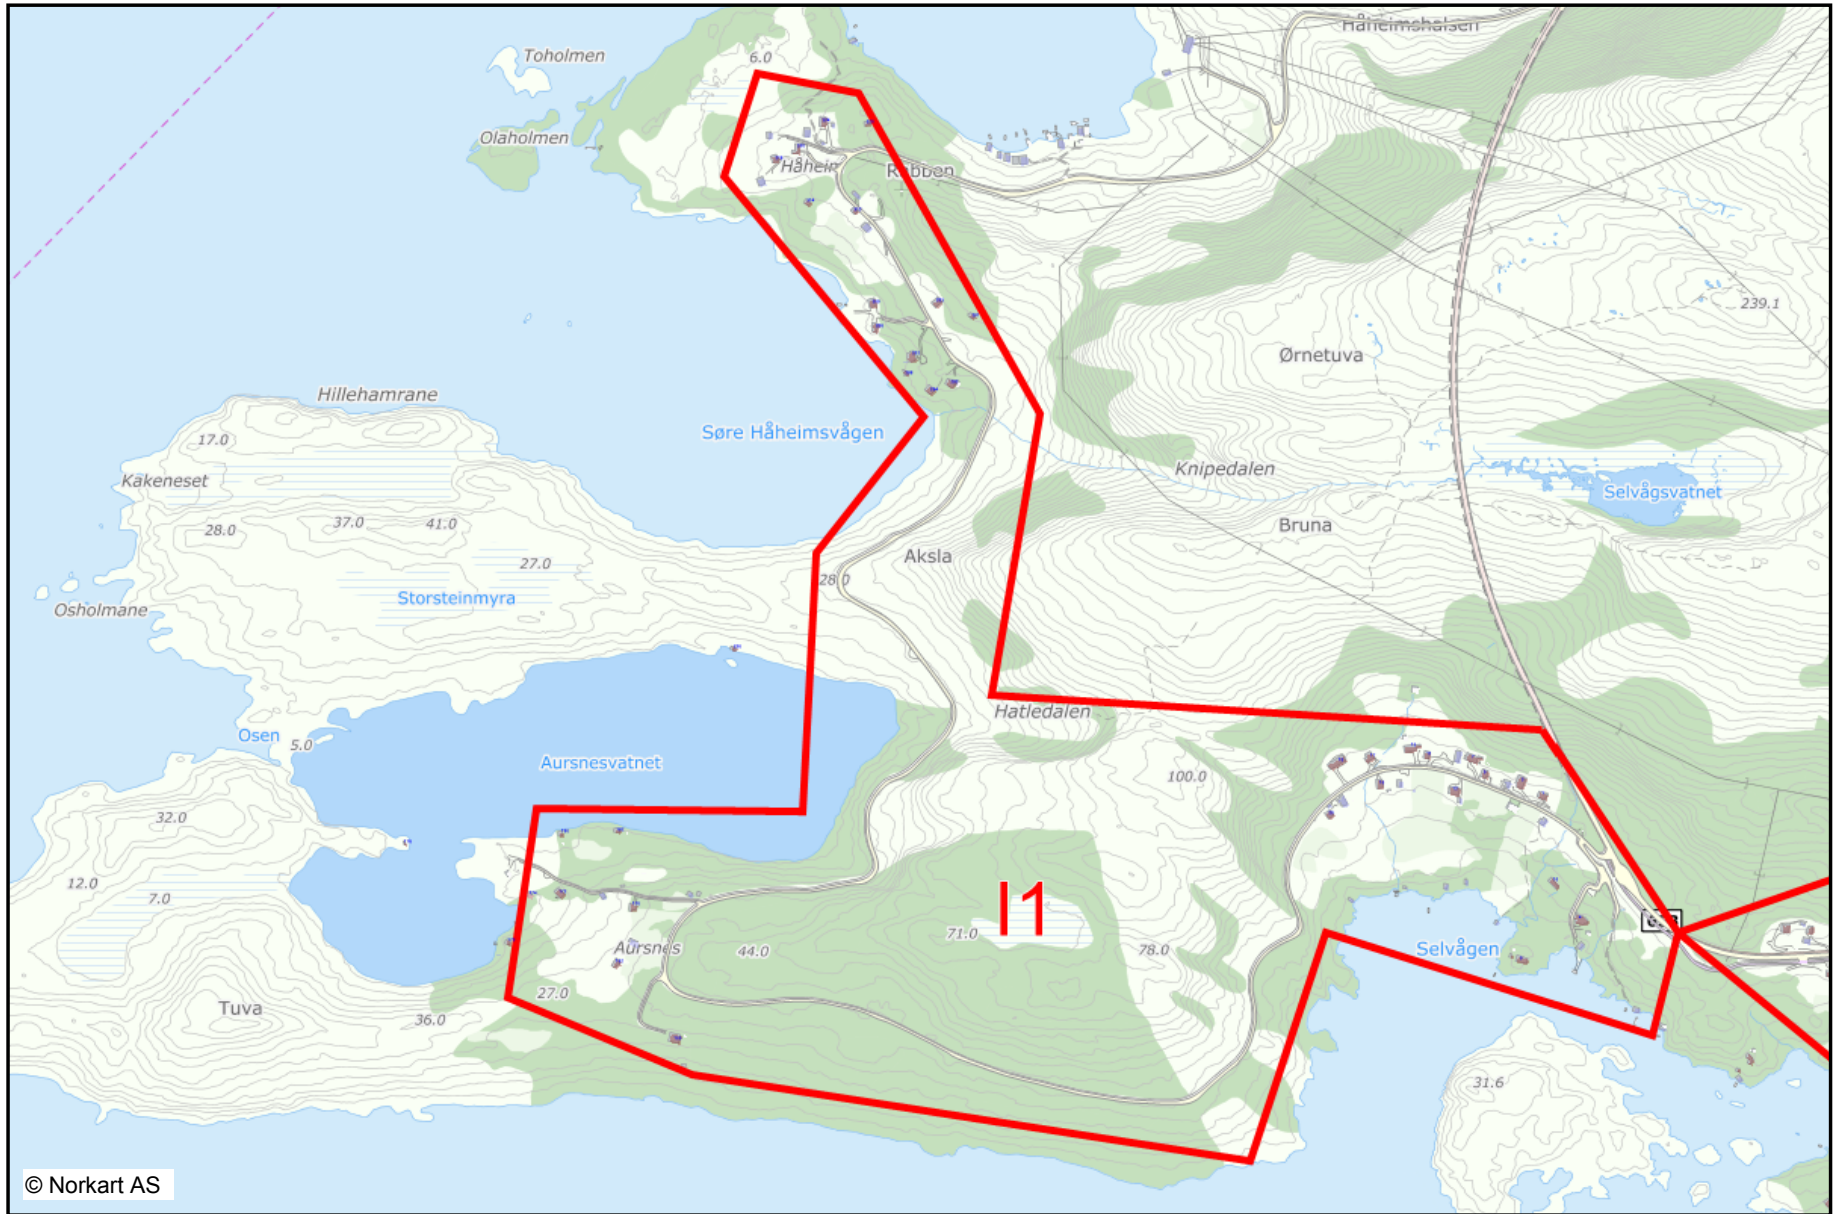 Håheimshalsen
Toholmen
6.0
Olaholmen
Håheim
Rabben
239.1
Ørnetuva
Hillehamrane
17.0
Søre Håheimsvågen
Kakeneset
Knipedalen
Selvågsvatnet
28.0
37.0
41.0
Bruna
27.0
Aksla
28.0
Storsteinmyra
Osholmane
Hatledalen
Osen
5.0
Aursnesvatnet
100.0
32.0
12.0
7.0
I1
71.0
Aursnes
44.0
78.0
Selvågen
27.0
Tuva
36.0
31.6
© Norkart AS